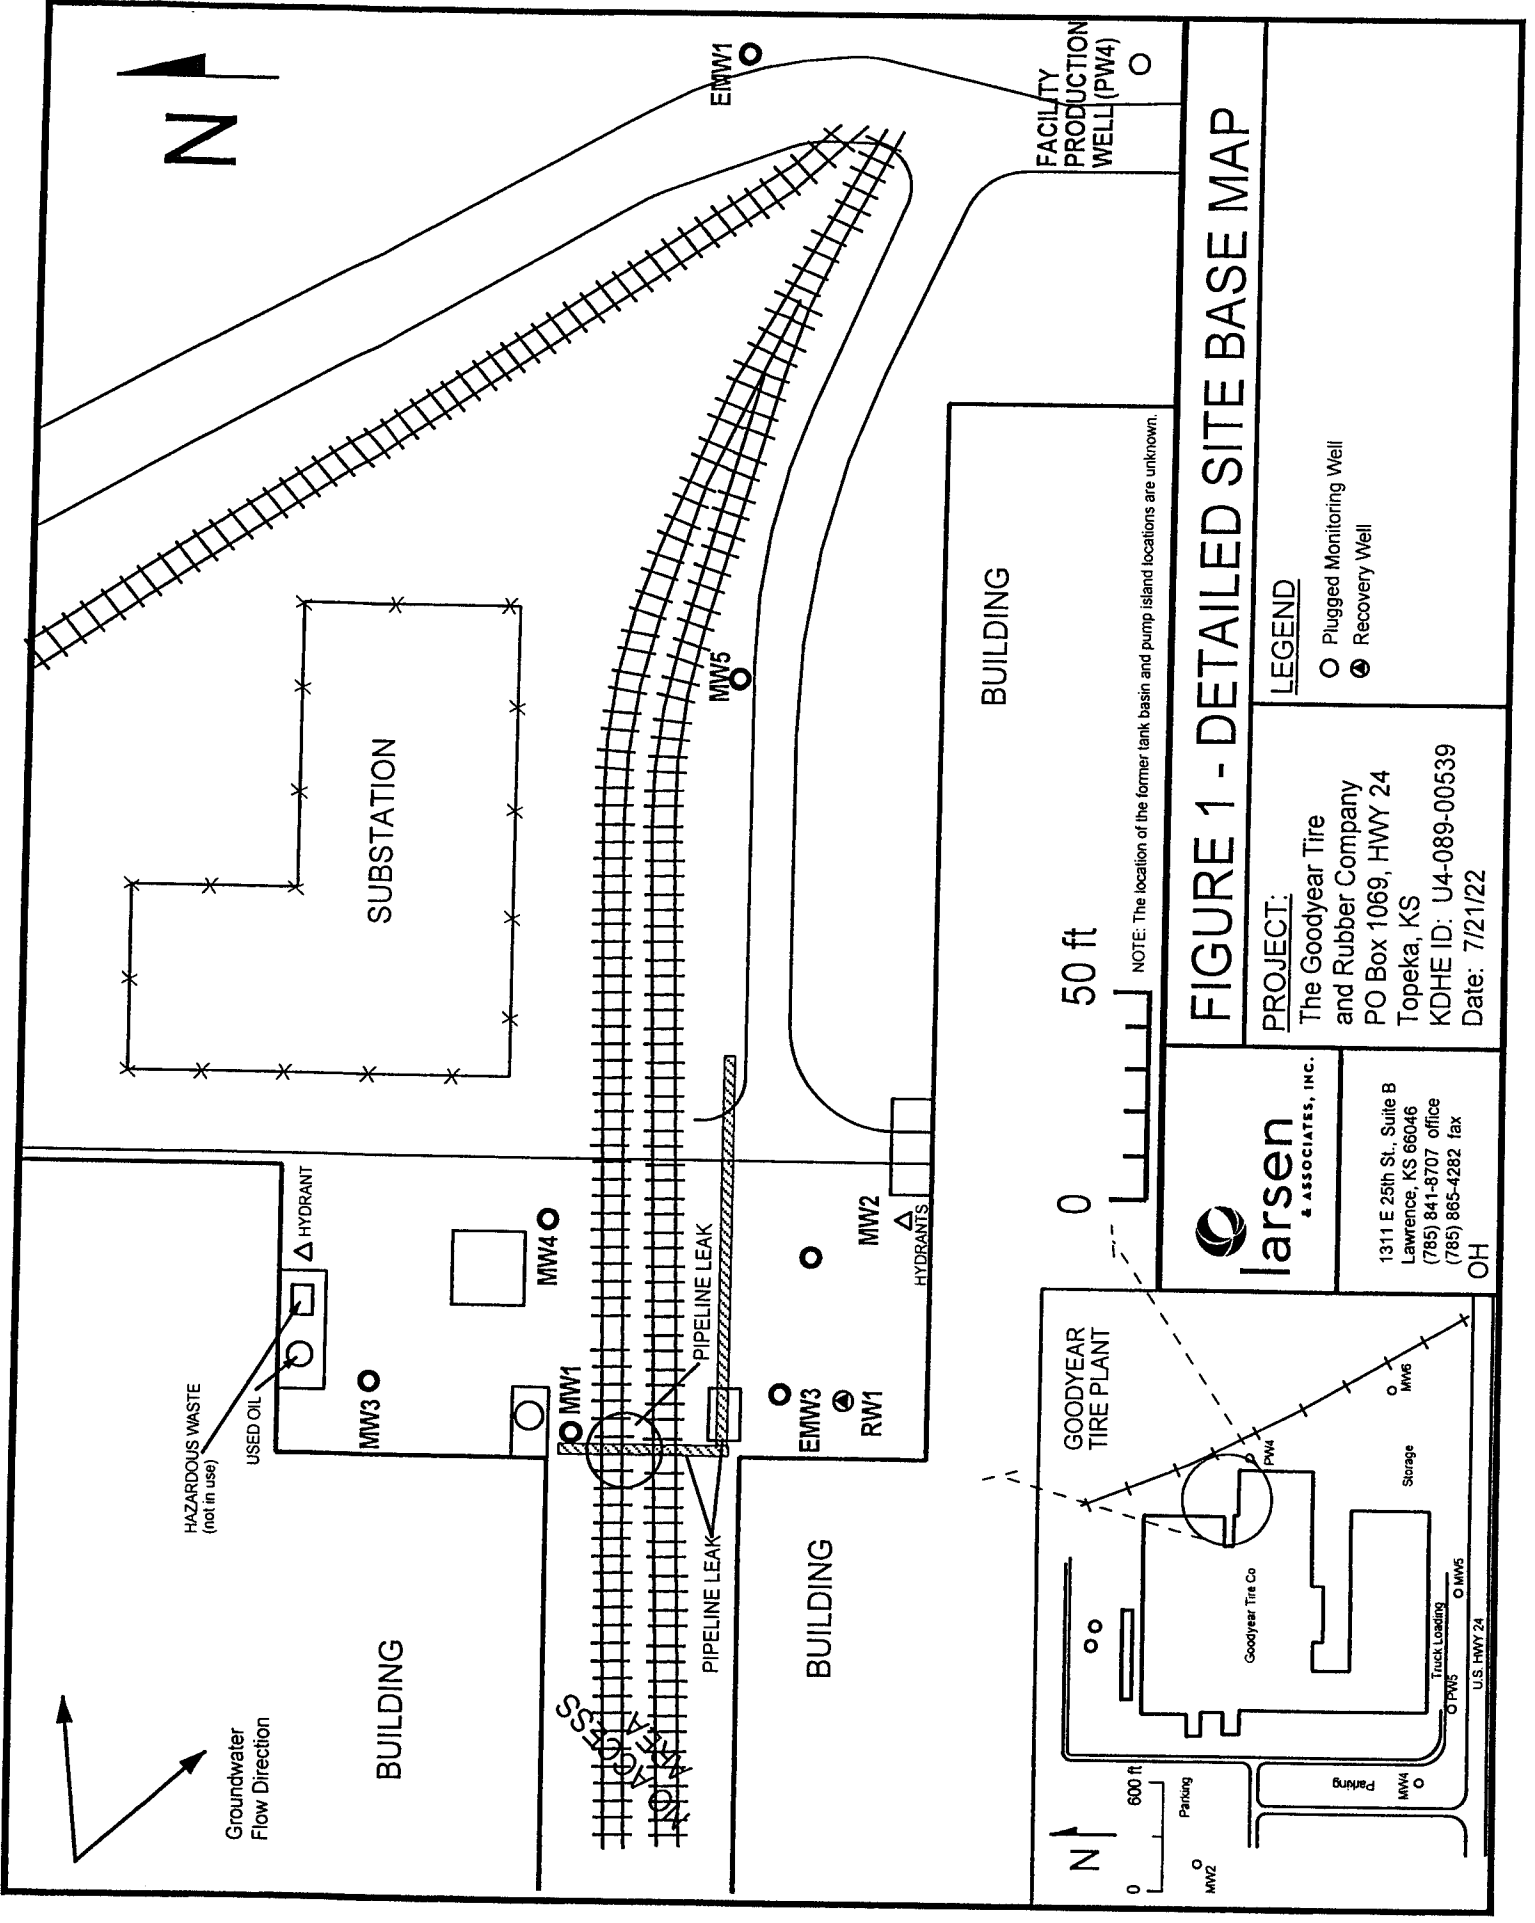 N
EMW1
FACILITY
PRODUCTION
WELL (PW4)
SUBSTATION
MW5
BUILDING
HAZARDOUS WASTE
(not in use)
USED OIL
HYDRANT
MW3
MW4
MW1
PIPELINE LEAK
PIPELINE LEAK
MW2
HYDRANTS
EMW3
RW1
Groundwater
Flow Direction
BUILDING
BUILDING
NO ACCESS
AREA
0
50 ft
NOTE: The location of the former tank basin and pump island locations are unknown.
GOODYEAR
TIRE PLANT
N
0
600 ft
Parking
MW2
Goodyear Tire Co
PW4
MW6
Storage
Truck Loading
MW5
PW5
U.S. HWY 24
Parking
MW4
FIGURE 1 - DETAILED SITE BASE MAP
larsen
& ASSOCIATES, INC.
1311 E 25th St., Suite B
Lawrence, KS 66046
(785) 841-8707 office
(785) 865-4282 fax
OH
PROJECT:
The Goodyear Tire
and Rubber Company
PO Box 1069, HWY 24
Topeka, KS
KDHE ID: U4-089-00539
Date: 7/21/22
LEGEND
Plugged Monitoring Well
Recovery Well